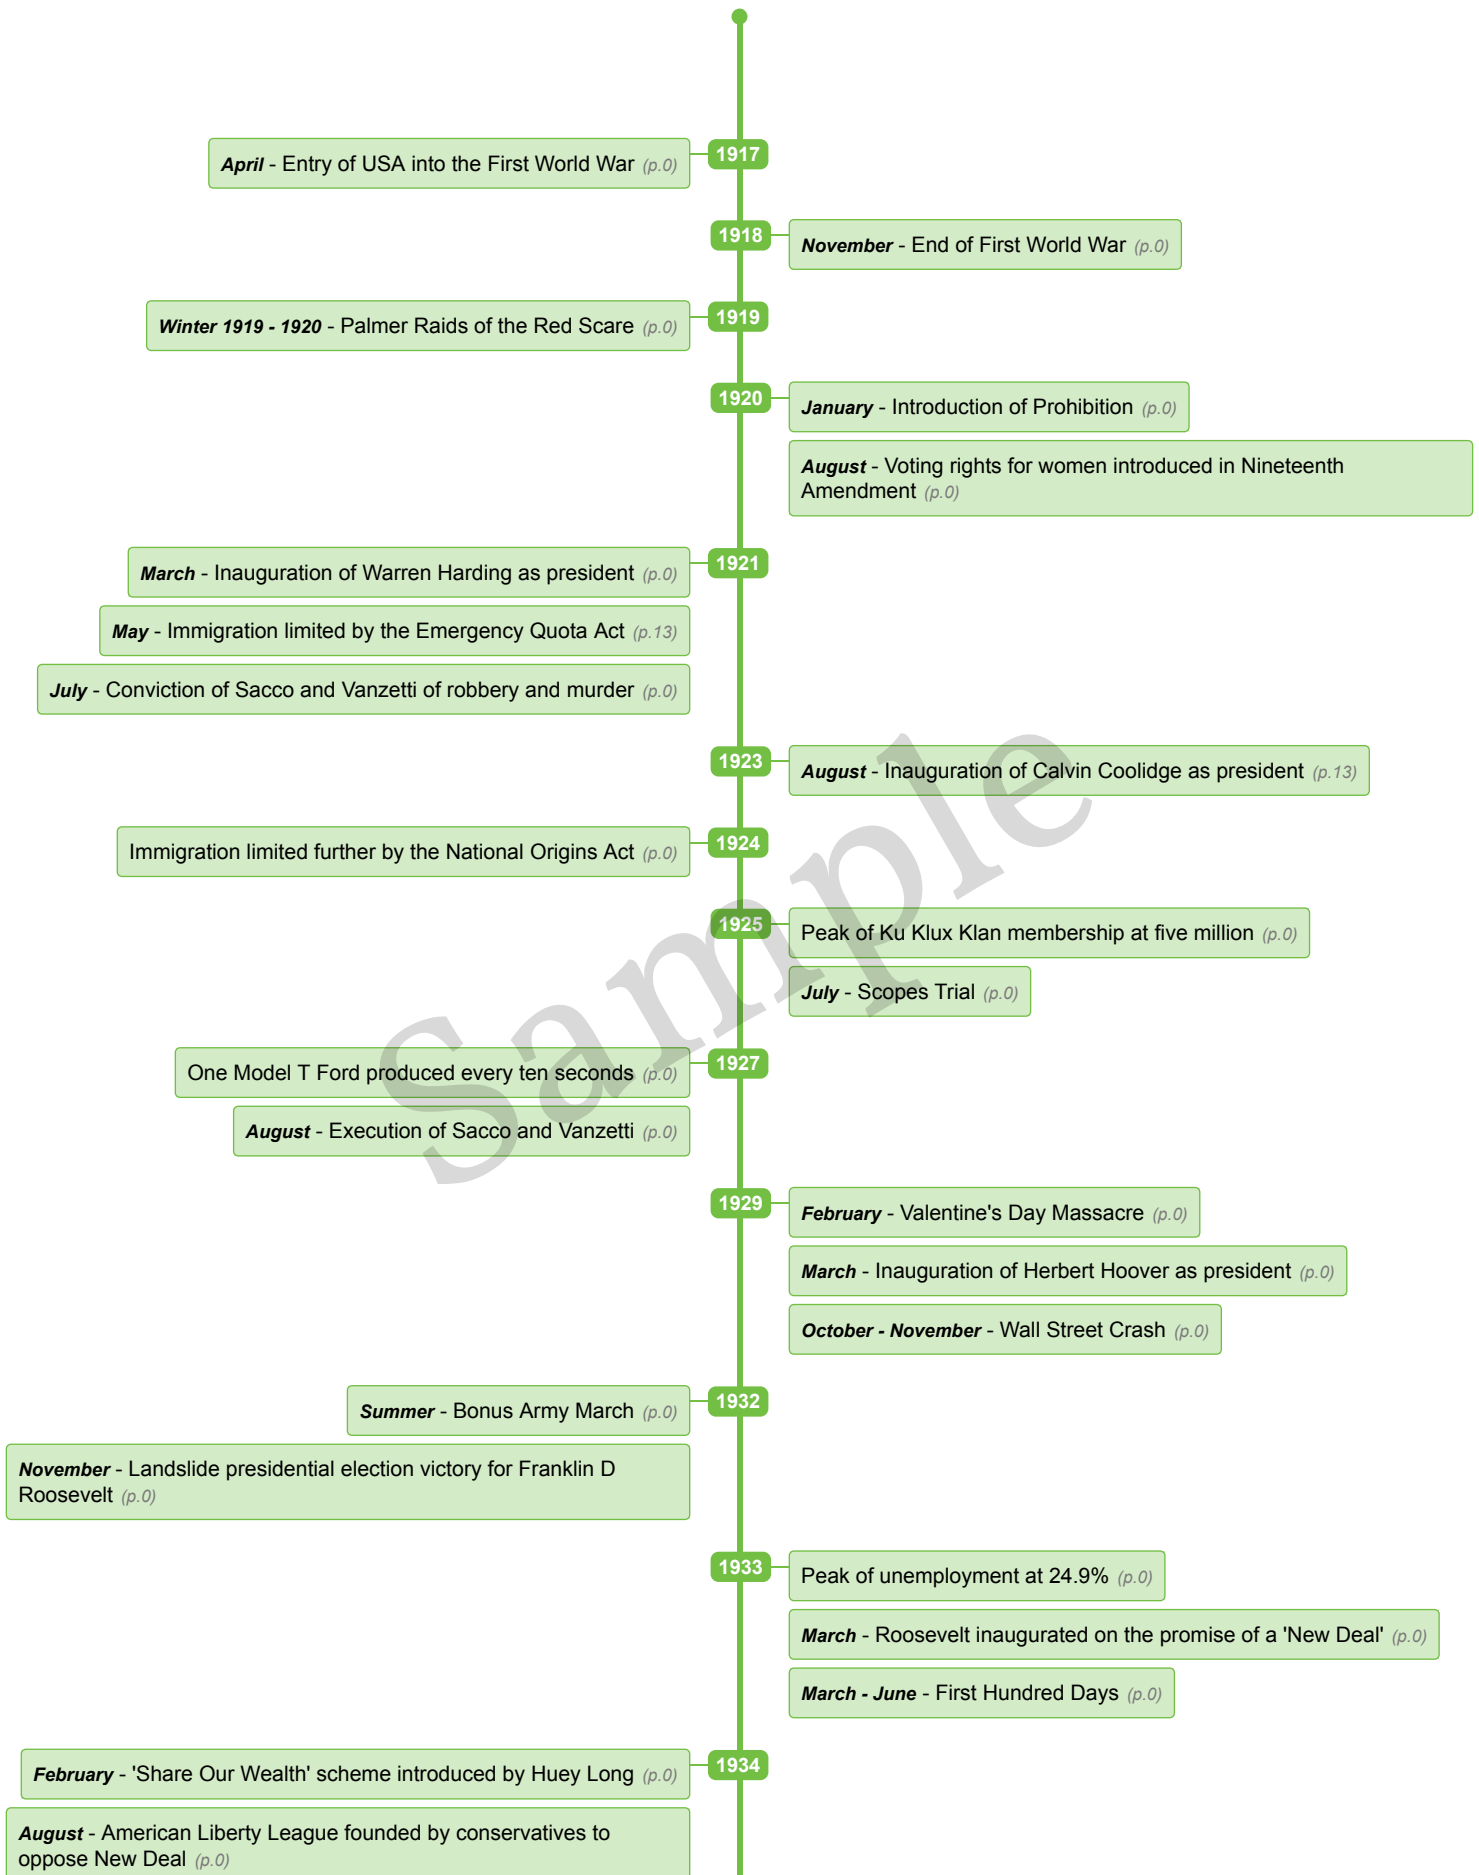 1917
April - Entry of USA into the First World War (p.0)
1918
November - End of First World War (p.0)
1919
Winter 1919 - 1920 - Palmer Raids of the Red Scare (p.0)
1920
January - Introduction of Prohibition (p.0)
August - Voting rights for women introduced in Nineteenth
Amendment (p.0)
1921
March - Inauguration of Warren Harding as president (p.0)
May - Immigration limited by the Emergency Quota Act (p.13)
July - Conviction of Sacco and Vanzetti of robbery and murder (p.0)
1923
August - Inauguration of Calvin Coolidge as president (p.13)
1924
Immigration limited further by the National Origins Act (p.0)
1925
Peak of Ku Klux Klan membership at five million (p.0)
July - Scopes Trial (p.0)
1927
One Model T Ford produced every ten seconds (p.0)
August - Execution of Sacco and Vanzetti (p.0)
1929
February - Valentine's Day Massacre (p.0)
March - Inauguration of Herbert Hoover as president (p.0)
October - November - Wall Street Crash (p.0)
1932
Summer - Bonus Army March (p.0)
November - Landslide presidential election victory for Franklin D
Roosevelt (p.0)
1933
Peak of unemployment at 24.9% (p.0)
March - Roosevelt inaugurated on the promise of a 'New Deal' (p.0)
March - June - First Hundred Days (p.0)
1934
February - 'Share Our Wealth' scheme introduced by Huey Long (p.0)
August - American Liberty League founded by conservatives to
oppose New Deal (p.0)
Sample